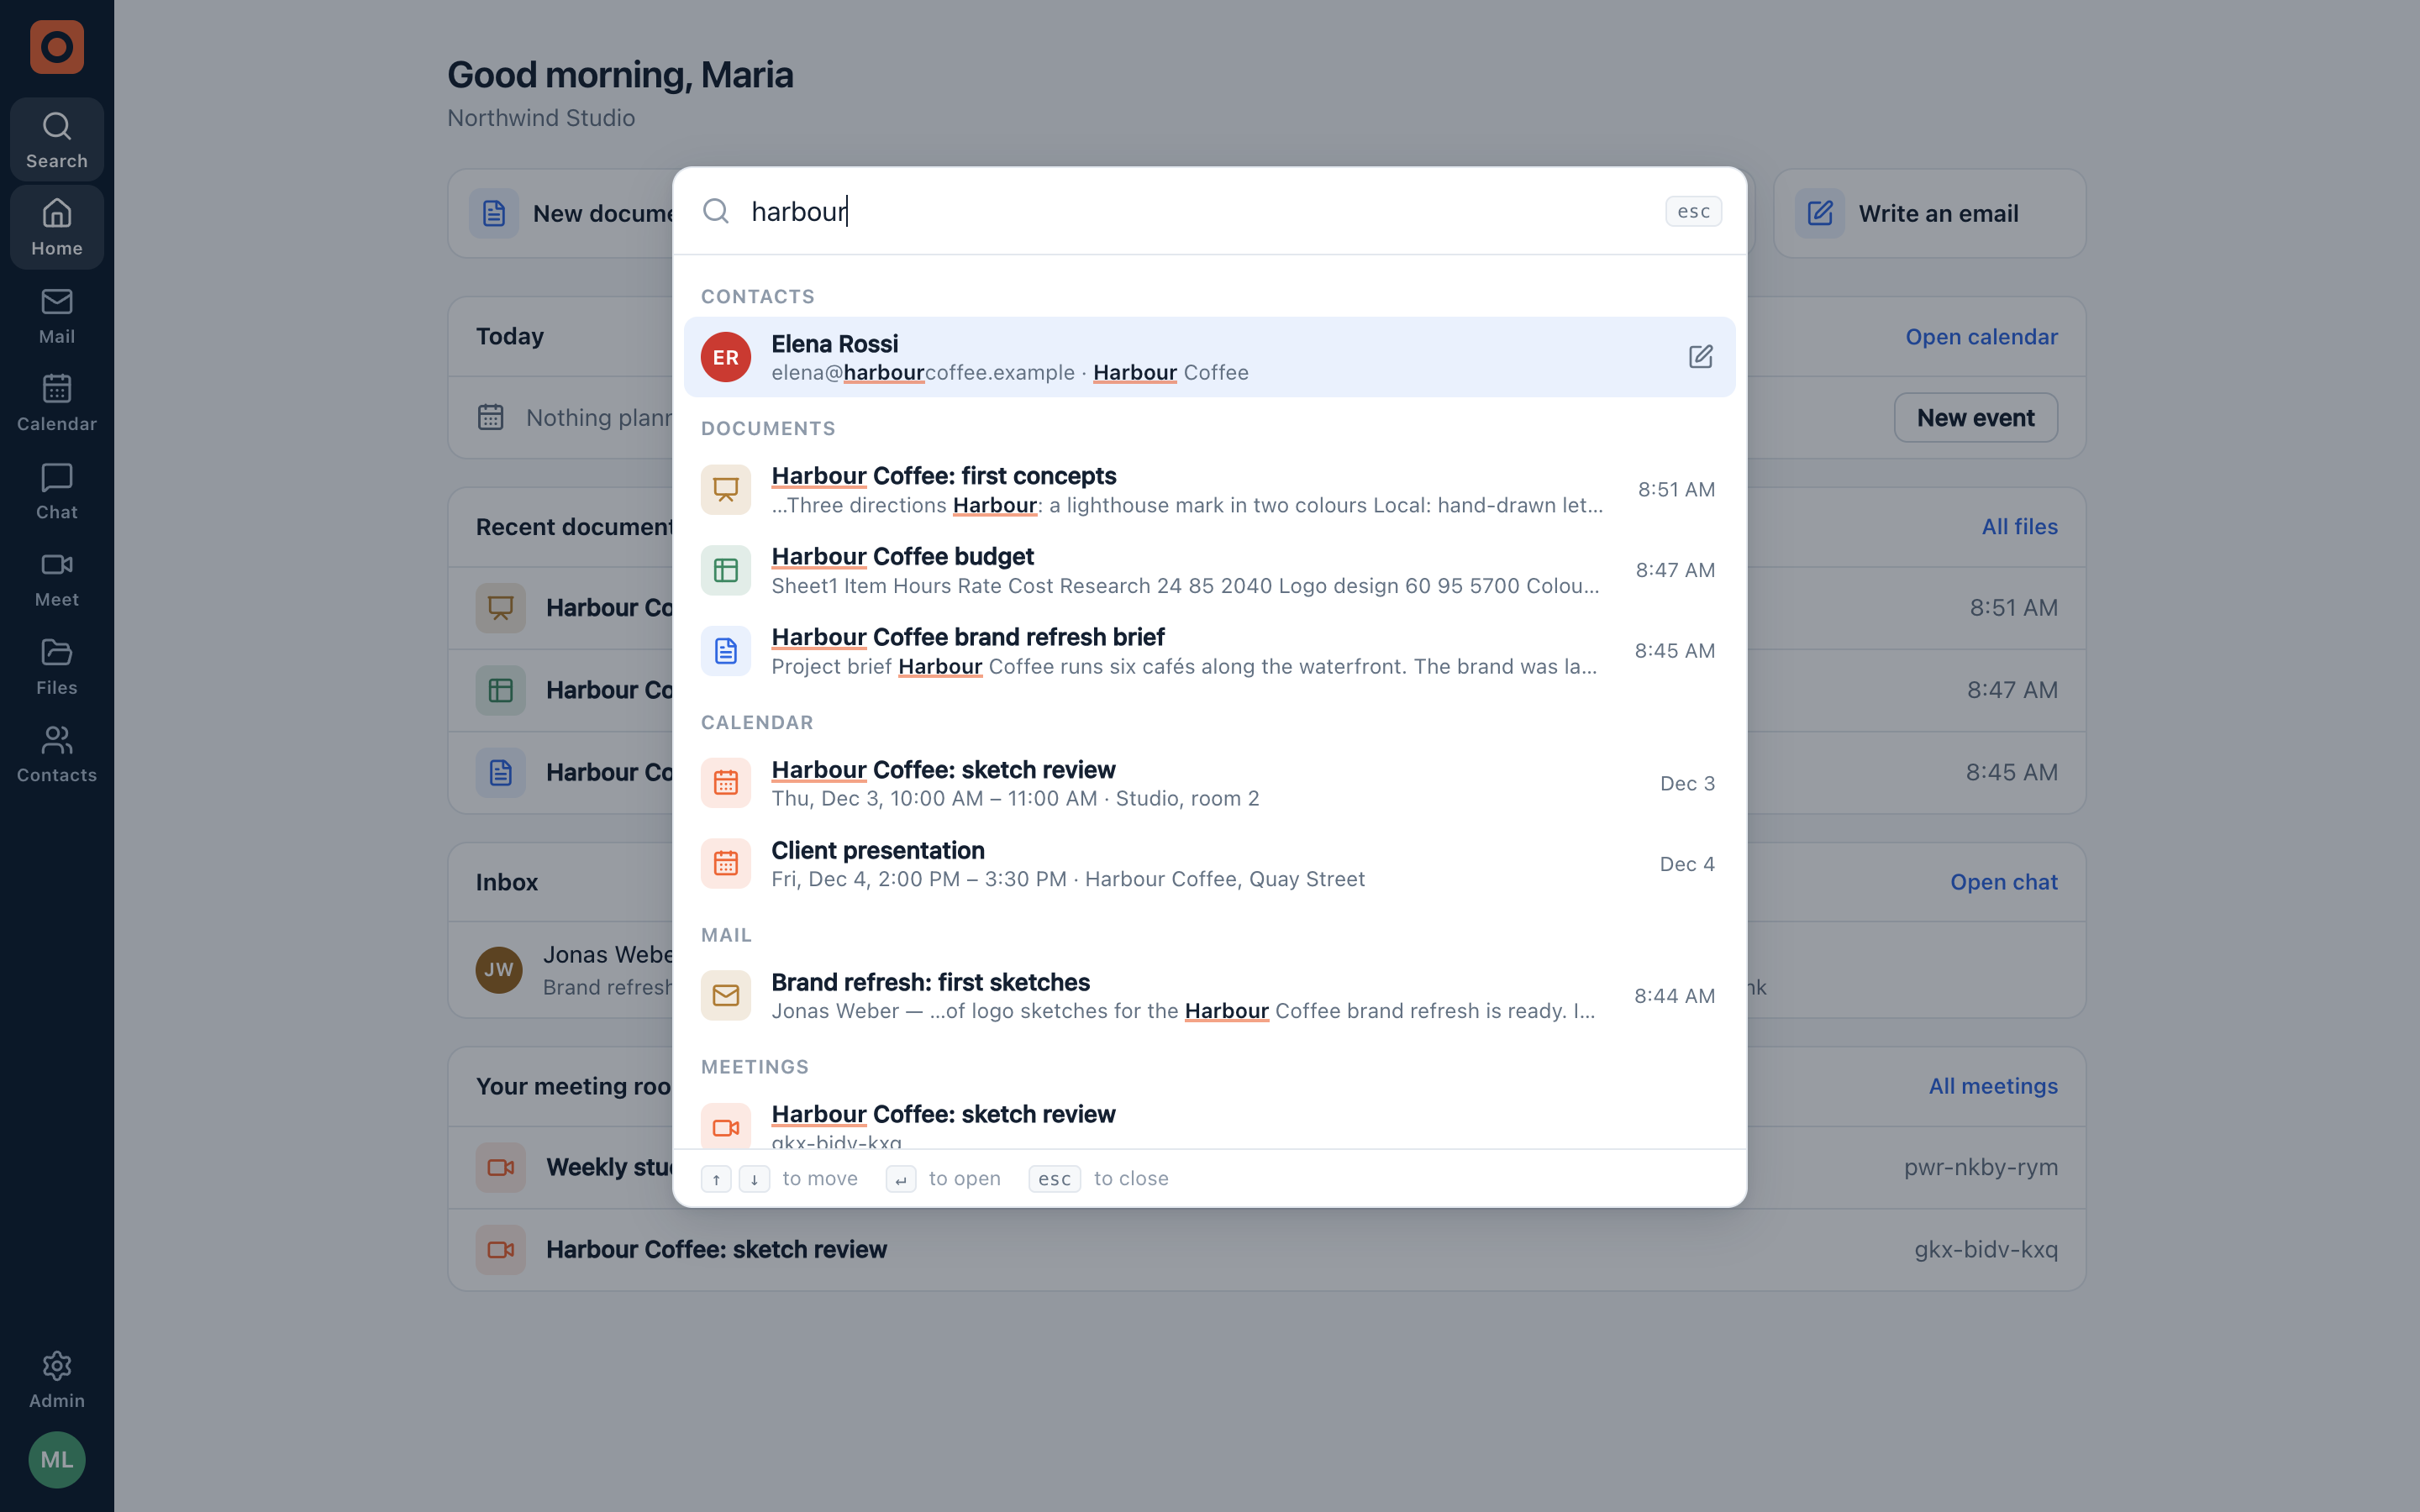 Search
Home
Mail
Calendar
Chat
Meet
Files
Contacts
Admin
ML
Good morning, Maria
Northwind Studio
New docume
Write an email
Today
Open calendar
Nothing plann
New event
Recent document
All files
Harbour Co
8:51 AM
Harbour Co
8:47 AM
Harbour Co
8:45 AM
Inbox
Open chat
JW
Jonas Webe
Brand refresh
Your meeting roo
All meetings
Weekly stu
pwr-nkby-rym
Harbour Coffee: sketch review
gkx-bidv-kxq
harbour
esc
CONTACTS
ER
Elena Rossi
elena@harbourcoffee.example · Harbour Coffee
DOCUMENTS
Harbour Coffee: first concepts
...Three directions Harbour: a lighthouse mark in two colours Local: hand-drawn let...
8:51 AM
Harbour Coffee budget
Sheet1 Item Hours Rate Cost Research 24 85 2040 Logo design 60 95 5700 Colou...
8:47 AM
Harbour Coffee brand refresh brief
Project brief Harbour Coffee runs six cafés along the waterfront. The brand was la...
8:45 AM
CALENDAR
Harbour Coffee: sketch review
Thu, Dec 3, 10:00 AM – 11:00 AM · Studio, room 2
Dec 3
Client presentation
Fri, Dec 4, 2:00 PM – 3:30 PM · Harbour Coffee, Quay Street
Dec 4
MAIL
Brand refresh: first sketches
Jonas Weber — ...of logo sketches for the Harbour Coffee brand refresh is ready. I...
8:44 AM
MEETINGS
Harbour Coffee: sketch review
gkx-bidv-kxq
↑ ↓ to move ↵ to open esc to close